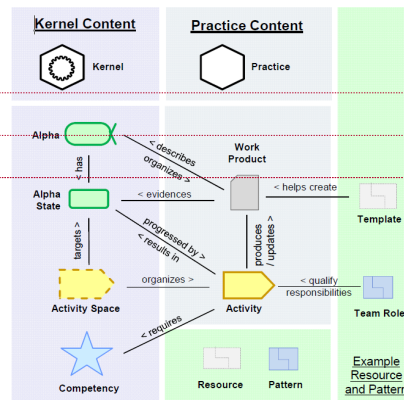 Kernel Content
Practice Content
Kernel
Practice
Alpha
< describes
organizes >
Work
Product
< has
Alpha
State
< evidences
< helps create
Template
targets >
progressed by >
< results in
produces
/ updates >
organizes >
< qualify
responsibilities
Activity Space
Activity
Team Role
< requires
Competency
Resource
Pattern
Example
Resource
and Pattern